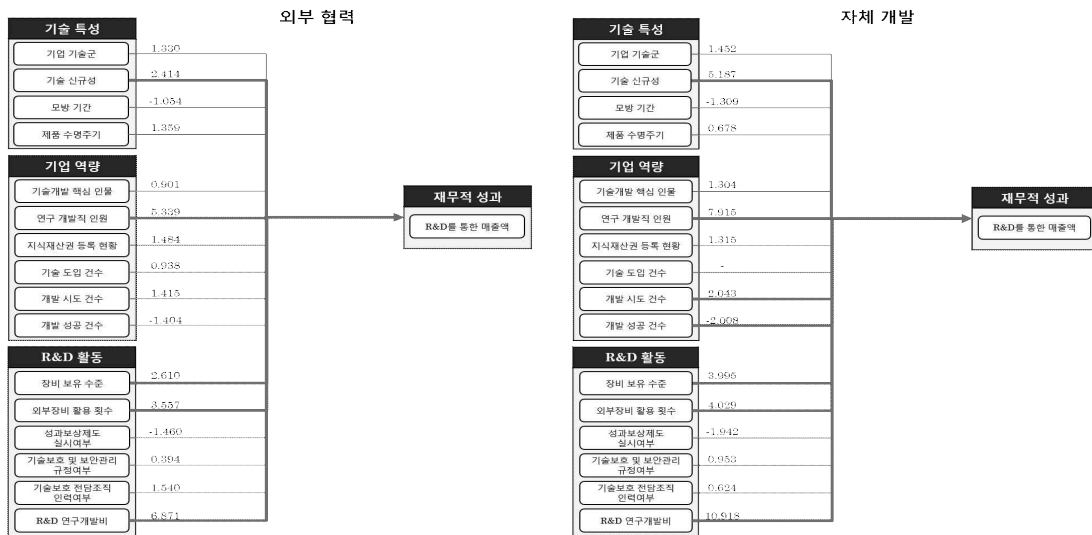 외부 협력
기술 특성
기업 기술군
1.330
기술 신규성
2.414
모방 기간
-1.054
제품 수명주기
1.359
기업 역량
기술개발 핵심 인물
0.901
연구 개발직 인원
5.339
지식재산권 등록 현황
1.484
기술 도입 건수
0.938
개발 시도 건수
1.415
개발 성공 건수
-1.404
R&D 활동
장비 보유 수준
2.610
외부장비 활용 횟수
3.557
성과보상제도
실시여부
-1.460
기술보호 및 보안관리
규정여부
0.394
기술보호 전담조직
인력여부
1.540
R&D 연구개발비
6.871
재무적 성과
R&D를 통한 매출액
자체 개발
기술 특성
기업 기술군
1.452
기술 신규성
5.187
모방 기간
-1.309
제품 수명주기
0.678
기업 역량
기술개발 핵심 인물
1.304
연구 개발직 인원
7.915
지식재산권 등록 현황
1.315
기술 도입 건수
-
개발 시도 건수
2.043
개발 성공 건수
-2.008
R&D 활동
장비 보유 수준
3.995
외부장비 활용 횟수
4.029
성과보상제도
실시여부
-1.942
기술보호 및 보안관리
규정여부
0.953
기술보호 전담조직
인력여부
0.624
R&D 연구개발비
10.918
재무적 성과
R&D를 통한 매출액